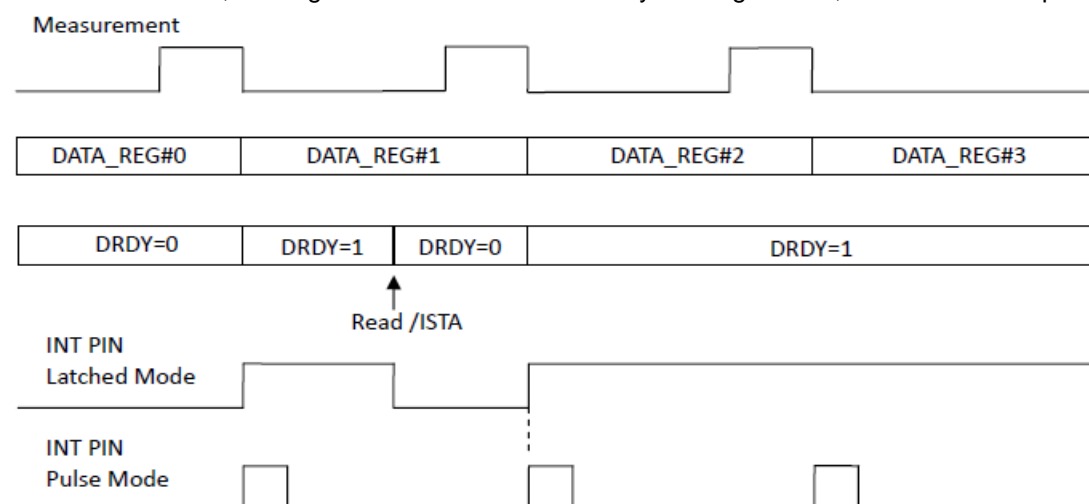 Measurement
DATA_REG#0 DATA_REG#1 DATA_REG#2 DATA_REG#3
DRDY=0 DRDY=1 DRDY=0 DRDY=1
Read /ISTA
INT PIN
Latched Mode
INT PIN
Pulse Mode